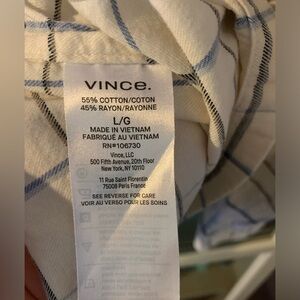 VINCE.
55% COTTON/COTON
45% RAYON/RAYONNE
L/G
MADE IN VIETNAM
FABRIQUÉ AU VIETNAM
RN#106730
Vince, LLC
500 Fifth Avenue, 20th Floor
New York, NY 10110
11 Rue Saint Florentin
75008 Paris France
SEE REVERSE FOR CARE
VOIR AU VERSO POUR LES SOINS